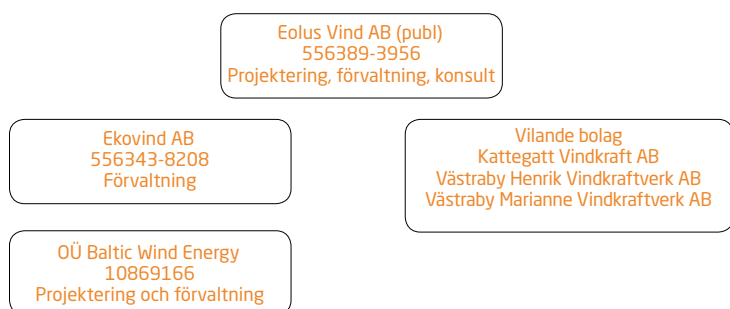 Eolus Vind AB (publ)
556389-3956
Projektering, förvaltning, konsult
Ekovind AB
556343-8208
Förvaltning
Vilande bolag
Kattegatt Vindkraft AB
Västraby Henrik Vindkraftverk AB
Västraby Marianne Vindkraftverk AB
OÜ Baltic Wind Energy
10869166
Projektering och förvaltning